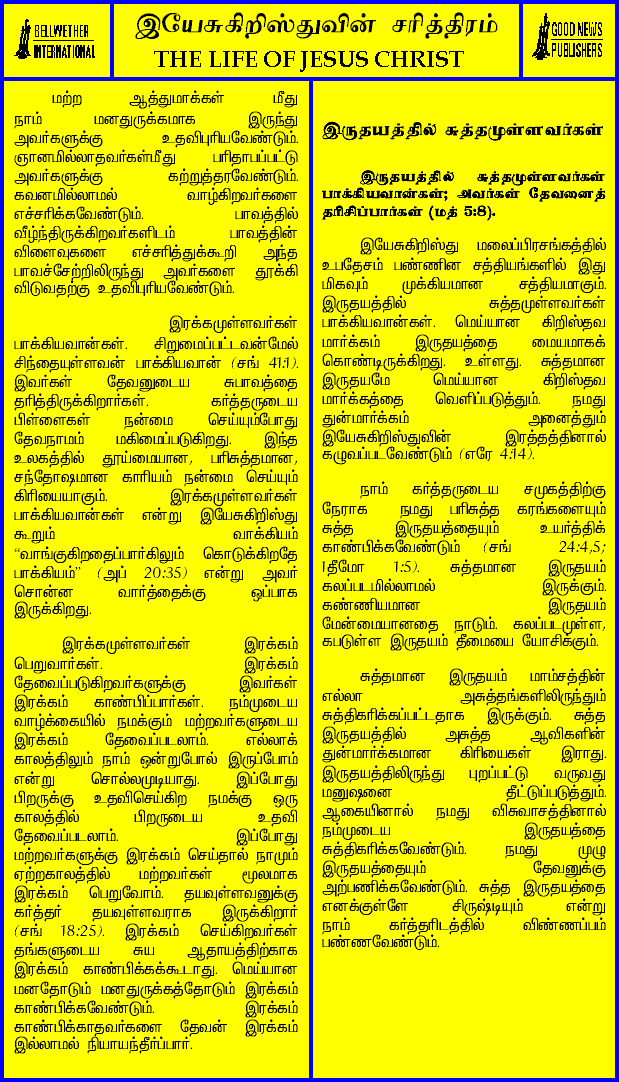 BELLWETHER
INTERNATIONAL
இயேசுகிறிஸ்துவின் சரித்திரம்
THE LIFE OF JESUS CHRIST
GOOD NEWS
PUBLISHERS
மற்ற ஆத்துமாக்கள் மீது
நாம் மனதுருக்கமாக இருந்து
அவர்களுக்கு உதவிபுரியவேண்டும்.
ஞானமில்லாதவர்கள்மீது பரிதாபப்பட்டு
அவர்களுக்கு கற்றுத்தரவேண்டும்.
கவனமில்லாமல் வாழ்கிறவர்களை
எச்சரிக்கவேண்டும். பாவத்தில்
வீழ்ந்திருக்கிறவர்களிடம் பாவத்தின்
விளைவுகளை எச்சரித்துக்கூறி அந்த
பாவச்சேற்றிலிருந்து அவர்களை தூக்கி
விடுவதற்கு உதவிபுரியவேண்டும்.
இரக்கமுள்ளவர்கள்
பாக்கியவான்கள். சிறுமைப்பட்டவன்மேல்
சிந்தையுள்ளவன் பாக்கியவான் (சங் 41:1).
இவர்கள் தேவனுடைய சுபாவத்தை
தரித்திருக்கிறார்கள். கர்த்தருடைய
பிள்ளைகள் நன்மை செய்யும்போது
தேவநாமம் மகிமைப்படுகிறது. இந்த
உலகத்தில் தூய்மையான, பரிசுத்தமான,
சந்தோஷமான காரியம் நன்மை செய்யும்
கிரியையாகும். இரக்கமுள்ளவர்கள்
பாக்கியவான்கள் என்று இயேசுகிறிஸ்து
கூறும் வாக்கியம்
“வாங்குகிறதைப்பார்கிலும் கொடுக்கிறதே
பாக்கியம்” (அப் 20:35) என்று அவர்
சொன்ன வார்த்தைக்கு ஒப்பாக
இருக்கிறது.
இரக்கமுள்ளவர்கள் இரக்கம்
பெறுவார்கள். இரக்கம்
தேவைப்படுகிறவர்களுக்கு இவர்கள்
இரக்கம் காண்பிப்பார்கள். நம்முடைய
வாழ்க்கையில் நமக்கும் மற்றவர்களுடைய
இரக்கம் தேவைப்படலாம். எல்லாக்
காலத்திலும் நாம் ஒன்றுபோல் இருப்போம்
என்று சொல்லமுடியாது. இப்போது
பிறருக்கு உதவிசெய்கிற நமக்கு ஒரு
காலத்தில் பிறருடைய உதவி
தேவைப்படலாம். இப்போது
மற்றவர்களுக்கு இரக்கம் செய்தால் நாமும்
ஏற்றகாலத்தில் மற்றவர்கள் மூலமாக
இரக்கம் பெறுவோம். தயவுள்ளவனுக்கு
கர்த்தர் தயவுள்ளவராக இருக்கிறார்
(சங் 18:25). இரக்கம் செய்கிறவர்கள்
தங்களுடைய சுய ஆதாயத்திற்காக
இரக்கம் காண்பிக்கக்கூடாது. மெய்யான
மனதோடும் மனதுருக்கத்தோடும் இரக்கம்
காண்பிக்கவேண்டும். இரக்கம்
காண்பிக்காதவர்களை தேவன் இரக்கம்
இல்லாமல் நியாயந்தீர்ப்பார்.
இருதயத்தில் சுத்தமுள்ளவர்கள்
இருதயத்தில் சுத்தமுள்ளவர்கள்
பாக்கியவான்கள்; அவர்கள் தேவனைத்
தரிசிப்பார்கள் (மத் 5:8).
இயேசுகிறிஸ்து மலைப்பிரசங்கத்தில்
உபதேசம் பண்ணின சத்தியங்களில் இது
மிகவும் முக்கியமான சத்தியமாகும்.
இருதயத்தில் சுத்தமுள்ளவர்கள்
பாக்கியவான்கள். மெய்யான கிறிஸ்தவ
மார்க்கம் இருதயத்தை மையமாகக்
கொண்டிருக்கிறது. உள்ளது. சுத்தமான
இருதயமே மெய்யான கிறிஸ்தவ
மார்க்கத்தை வெளிப்படுத்தும். நமது
துன்மார்க்கம் அனைத்தும்
இயேசுகிறிஸ்துவின் இரத்தத்தினால்
கழுவப்பட்வேண்டும் (எரே 4:14).
நாம் கர்த்தருடைய சமுகத்திற்கு
நேராக நமது பரிசுத்த கரங்களையும்
சுத்த இருதயத்தையும் உயர்த்திக்
காண்பிக்கவேண்டும் (சங் 24:4,5;
1தீமோ 1:5). சுத்தமான இருதயம்
கலப்படமில்லாமல் இருக்கும்.
கண்ணியமான இருதயம்
மேன்மையானதை நாடும். கலப்படமுள்ள,
கபடுள்ள இருதயம் தீமையை யோசிக்கும்.
சுத்தமான இருதயம் மாம்சத்தின்
எல்லா அசுத்தங்களிலிருந்தும்
சுத்திகரிக்கப்பட்டதாக இருக்கும். சுத்த
இருதயத்தில் அசுத்த ஆவிகளின்
துன்மார்க்கமான கிரியைகள் இராது.
இருதயத்திலிருந்து புறப்பட்டு வருவது
மனுஷனை தீட்டுப்படுத்தும்.
ஆகையினால் நமது விசுவாசத்தினால்
நம்முடைய இருதயத்தை
சுத்திகரிக்கவேண்டும். நமது முழு
இருதயத்தையும் தேவனுக்கு
அற்பணிக்கவேண்டும். சுத்த இருதயத்தை
எனக்குள்ளே சிருஷ்டியும் என்று
நாம் கர்த்தரிடத்தில் விண்ணப்பம்
பண்ணவேண்டும்.